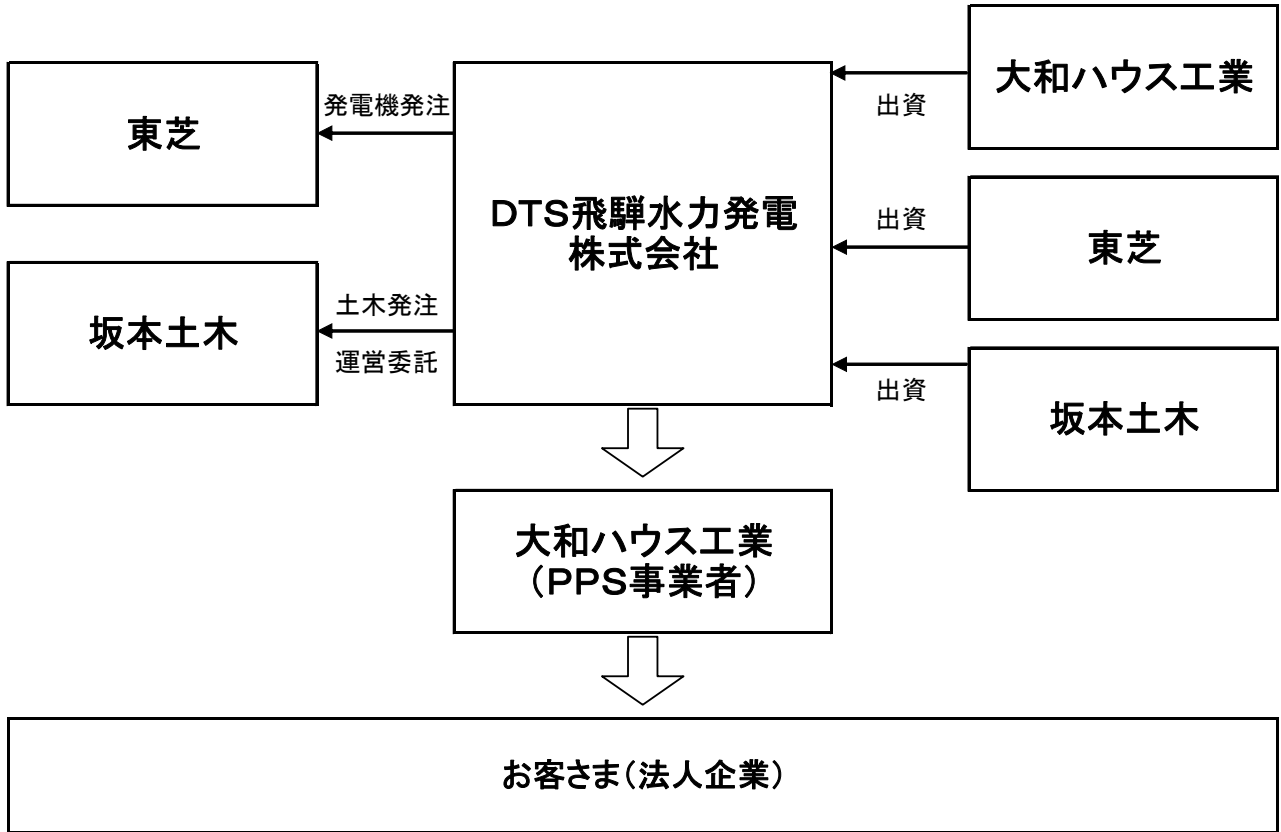 東芝
発電機発注
坂本土木
土木発注
運営委託
DTS飛騨水力発電
株式会社
大和ハウス工業
出資
東芝
出資
坂本土木
出資
大和ハウス工業
(PPS事業者)
お客さま(法人企業)